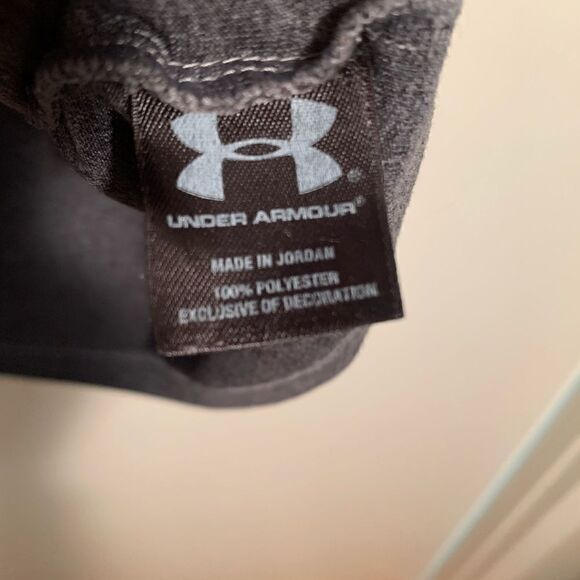 UNDER ARMOUR®
MADE IN JORDAN
100% POLYESTER
EXCLUSIVE OF DECORATION